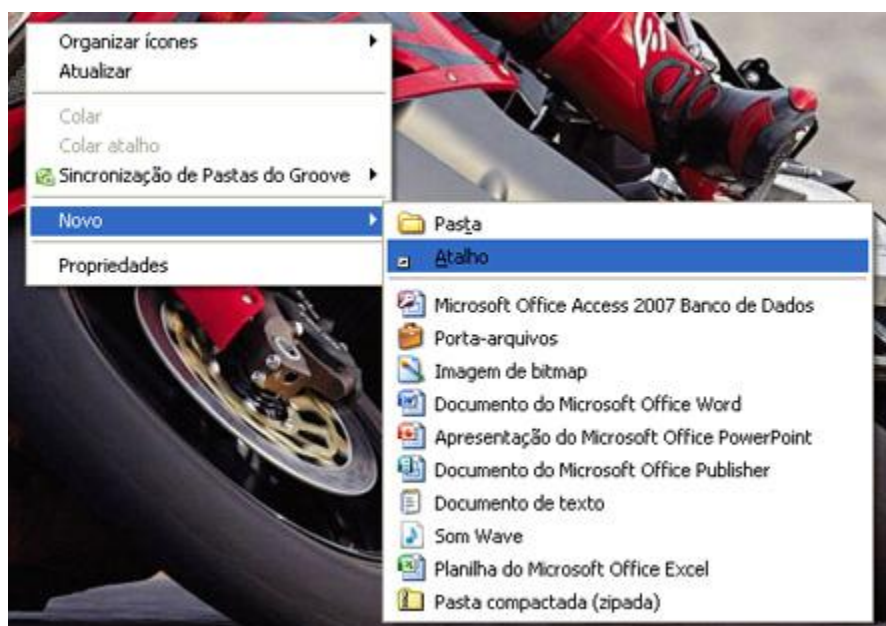 Organizar ícones
Atualizar
Colar
Colar atalho
Sincronização de Pastas do Groove
Novo
Propriedades
Pasta
Atalho
Microsoft Office Access 2007 Banco de Dados
Porta-arquivos
Imagem de bitmap
Documento do Microsoft Office Word
Apresentação do Microsoft Office PowerPoint
Documento do Microsoft Office Publisher
Documento de texto
Som Wave
Planilha do Microsoft Office Excel
Pasta compactada (zipada)